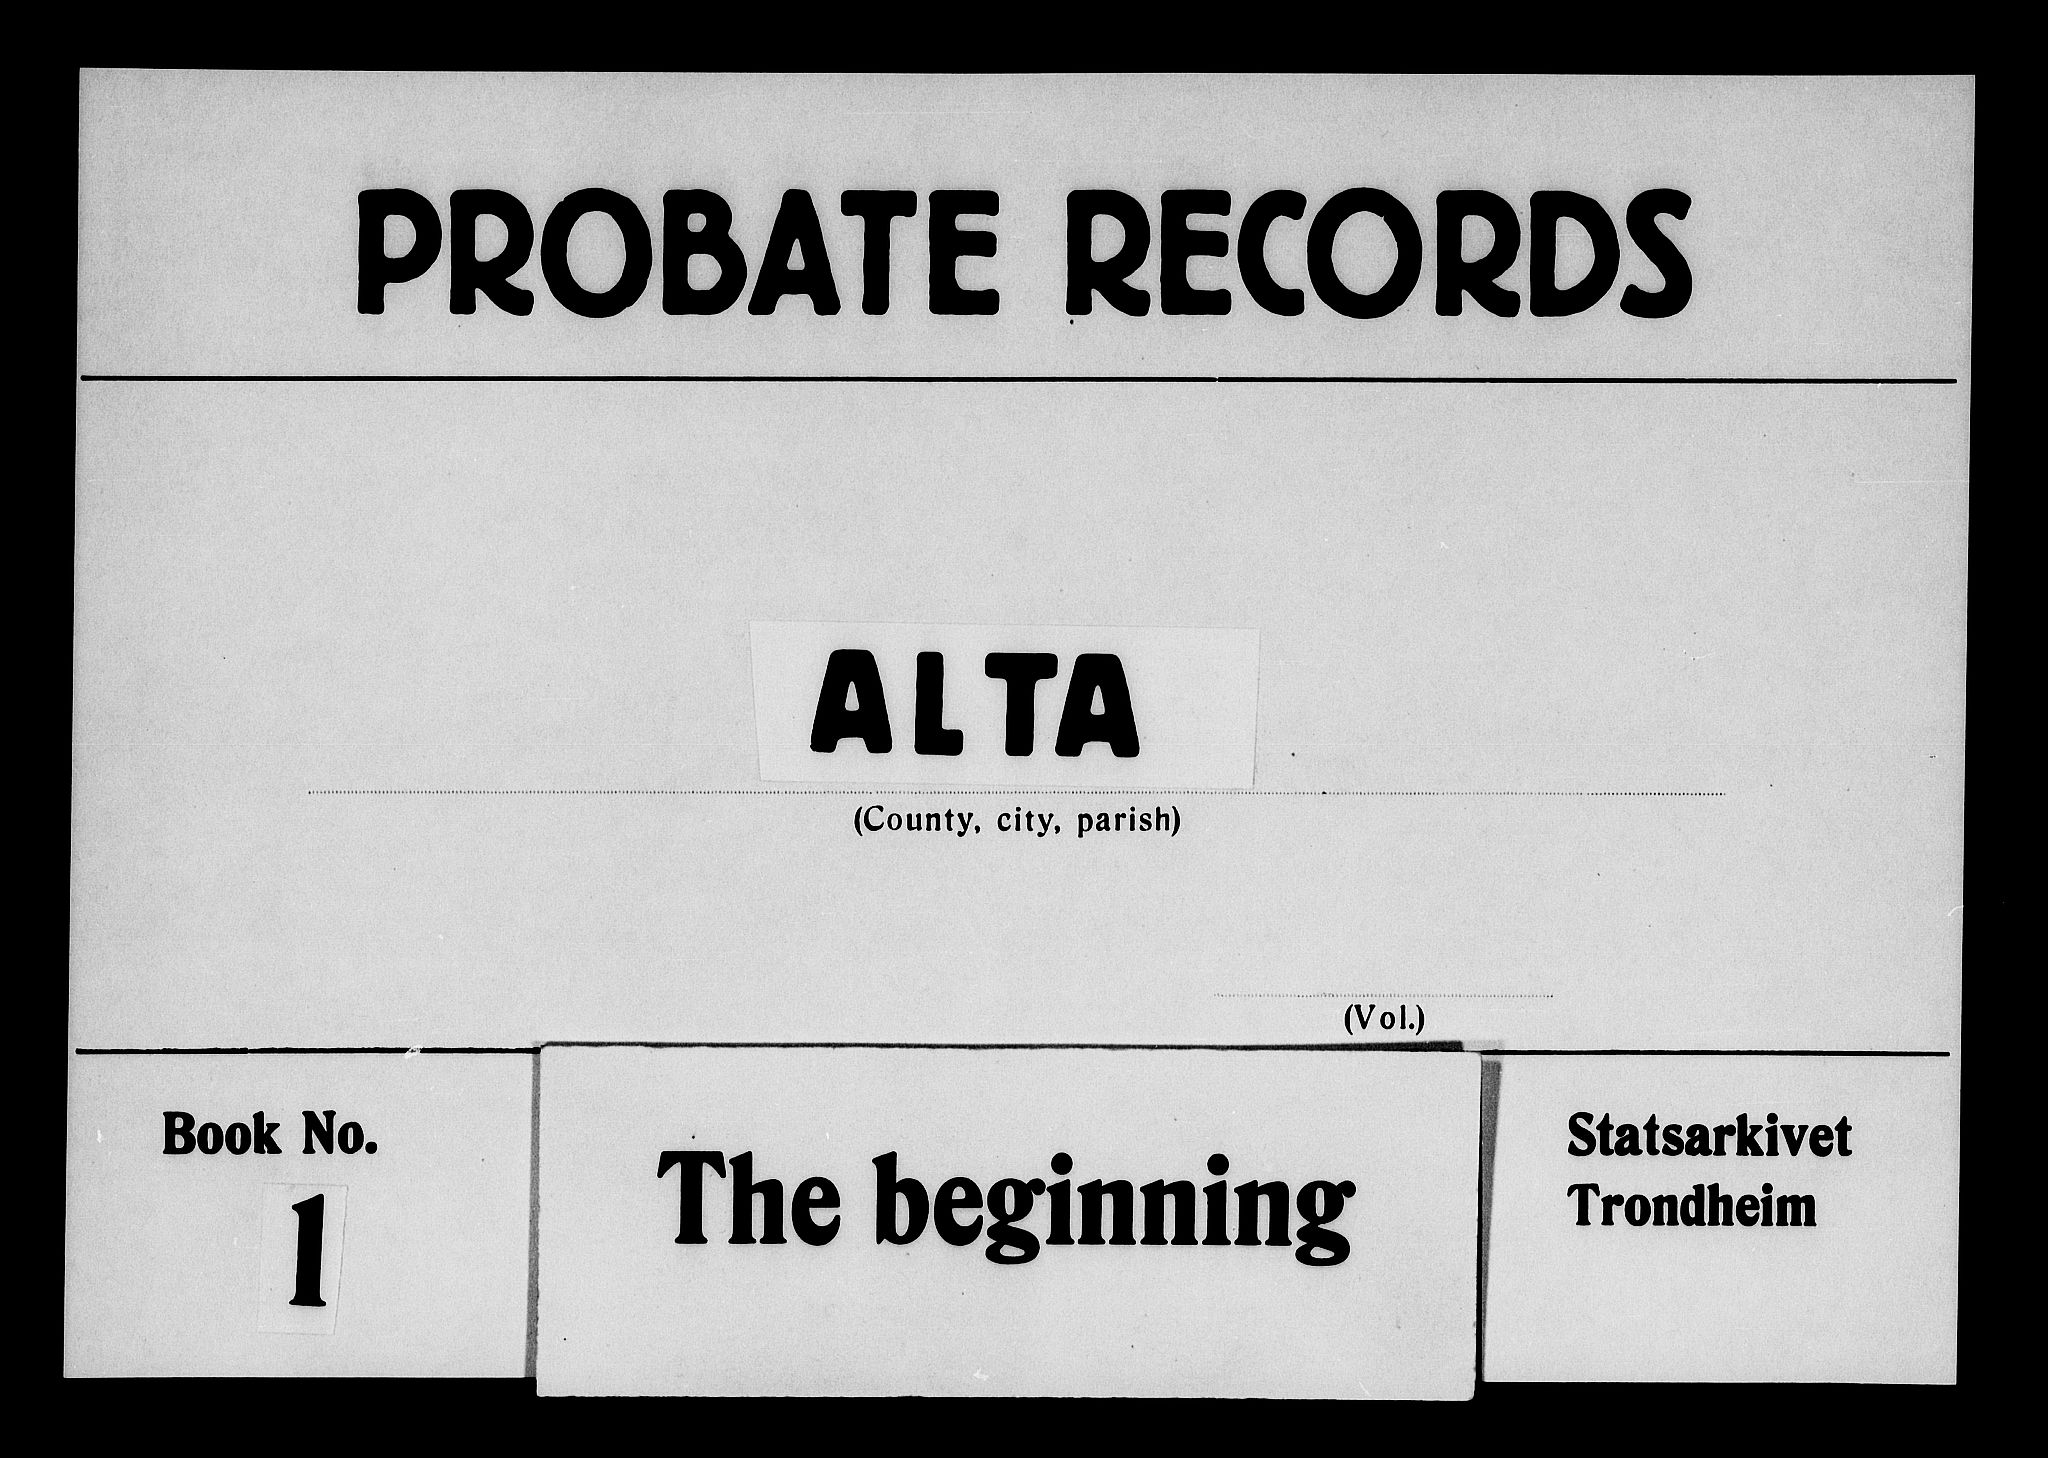 PROBATE RECORDS
ALTA
(County, city, parish)
(Vol.)
Book No.
1
The beginning
Statsarkivet
Trondheim